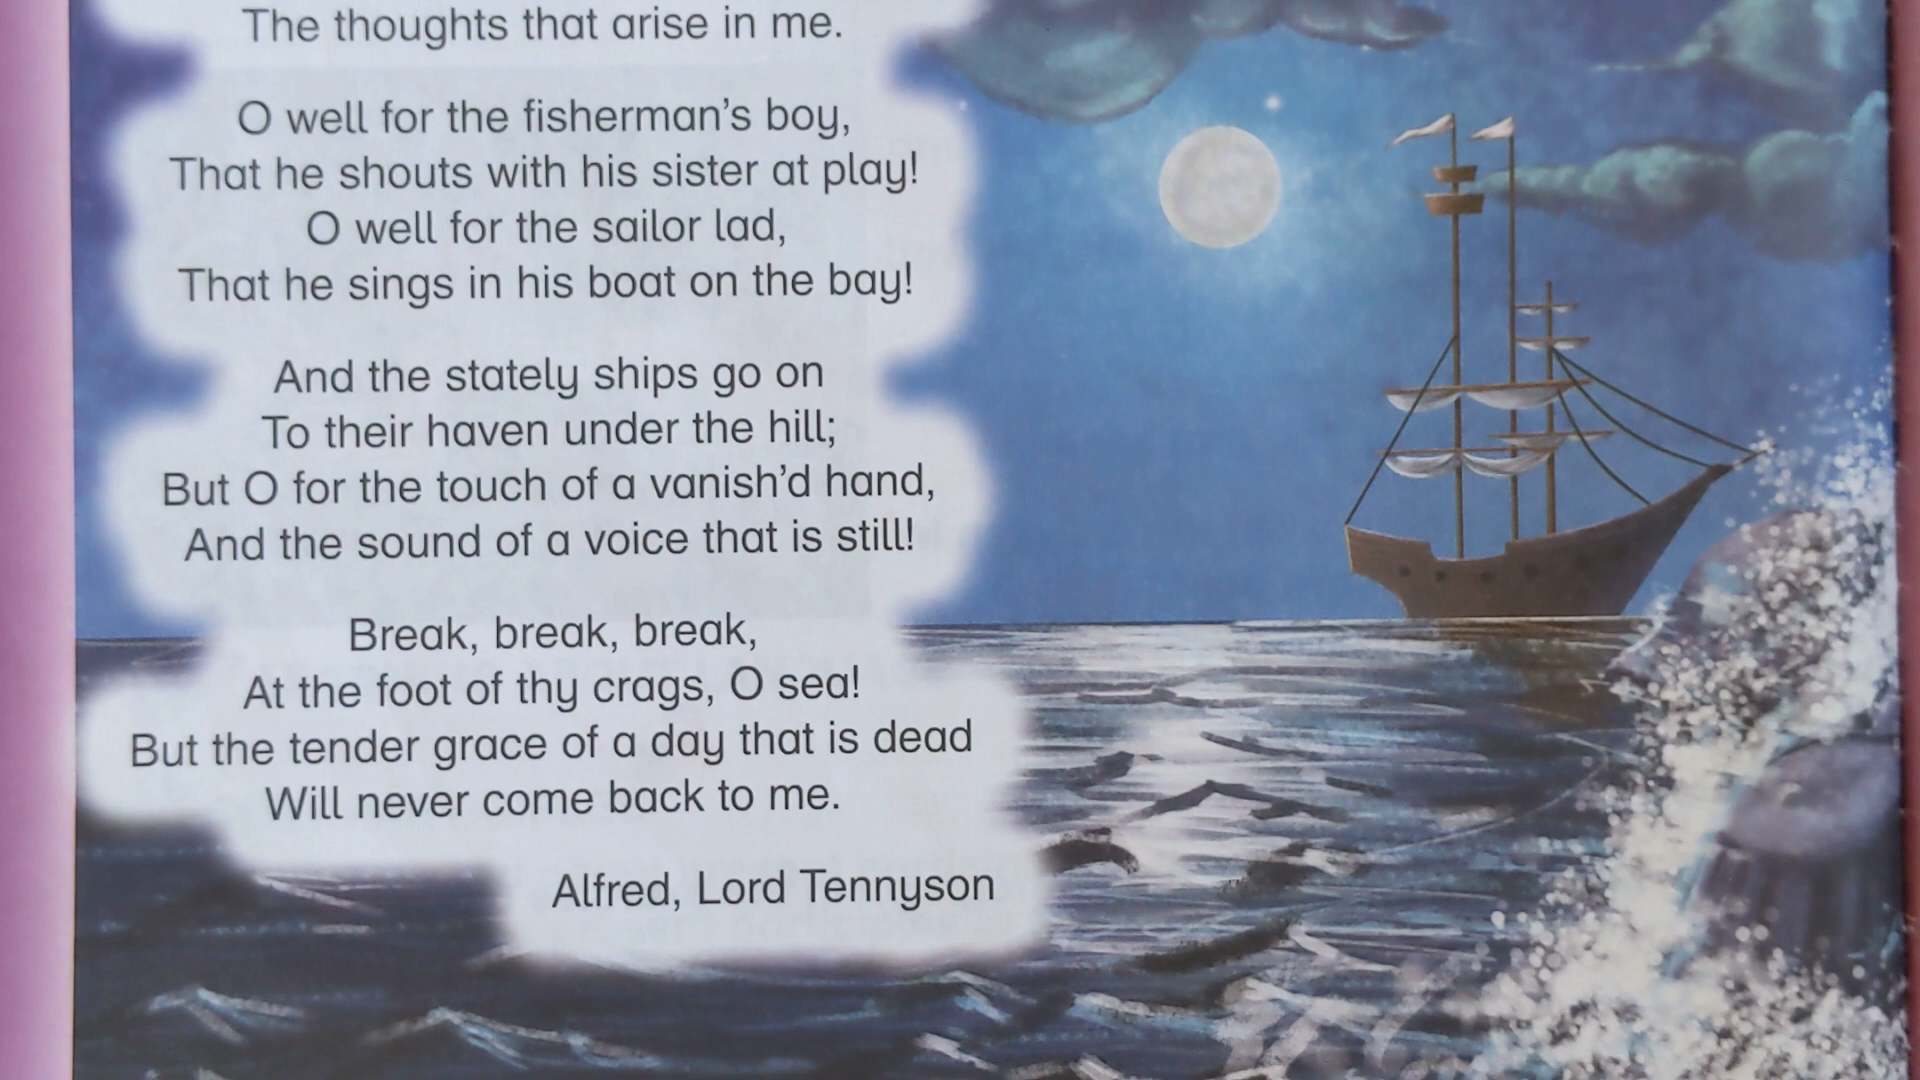 The thoughts that arise in me.
O well for the fisherman's boy,
That he shouts with his sister at play!
O well for the sailor lad,
That he sings in his boat on the bay!
And the stately ships go on
To their haven under the hill;
But O for the touch of a vanish'd hand,
And the sound of a voice that is still!
Break, break, break,
At the foot of thy crags, O sea!
But the tender grace of a day that is dead
Will never come back to me.
Alfred, Lord Tennyson